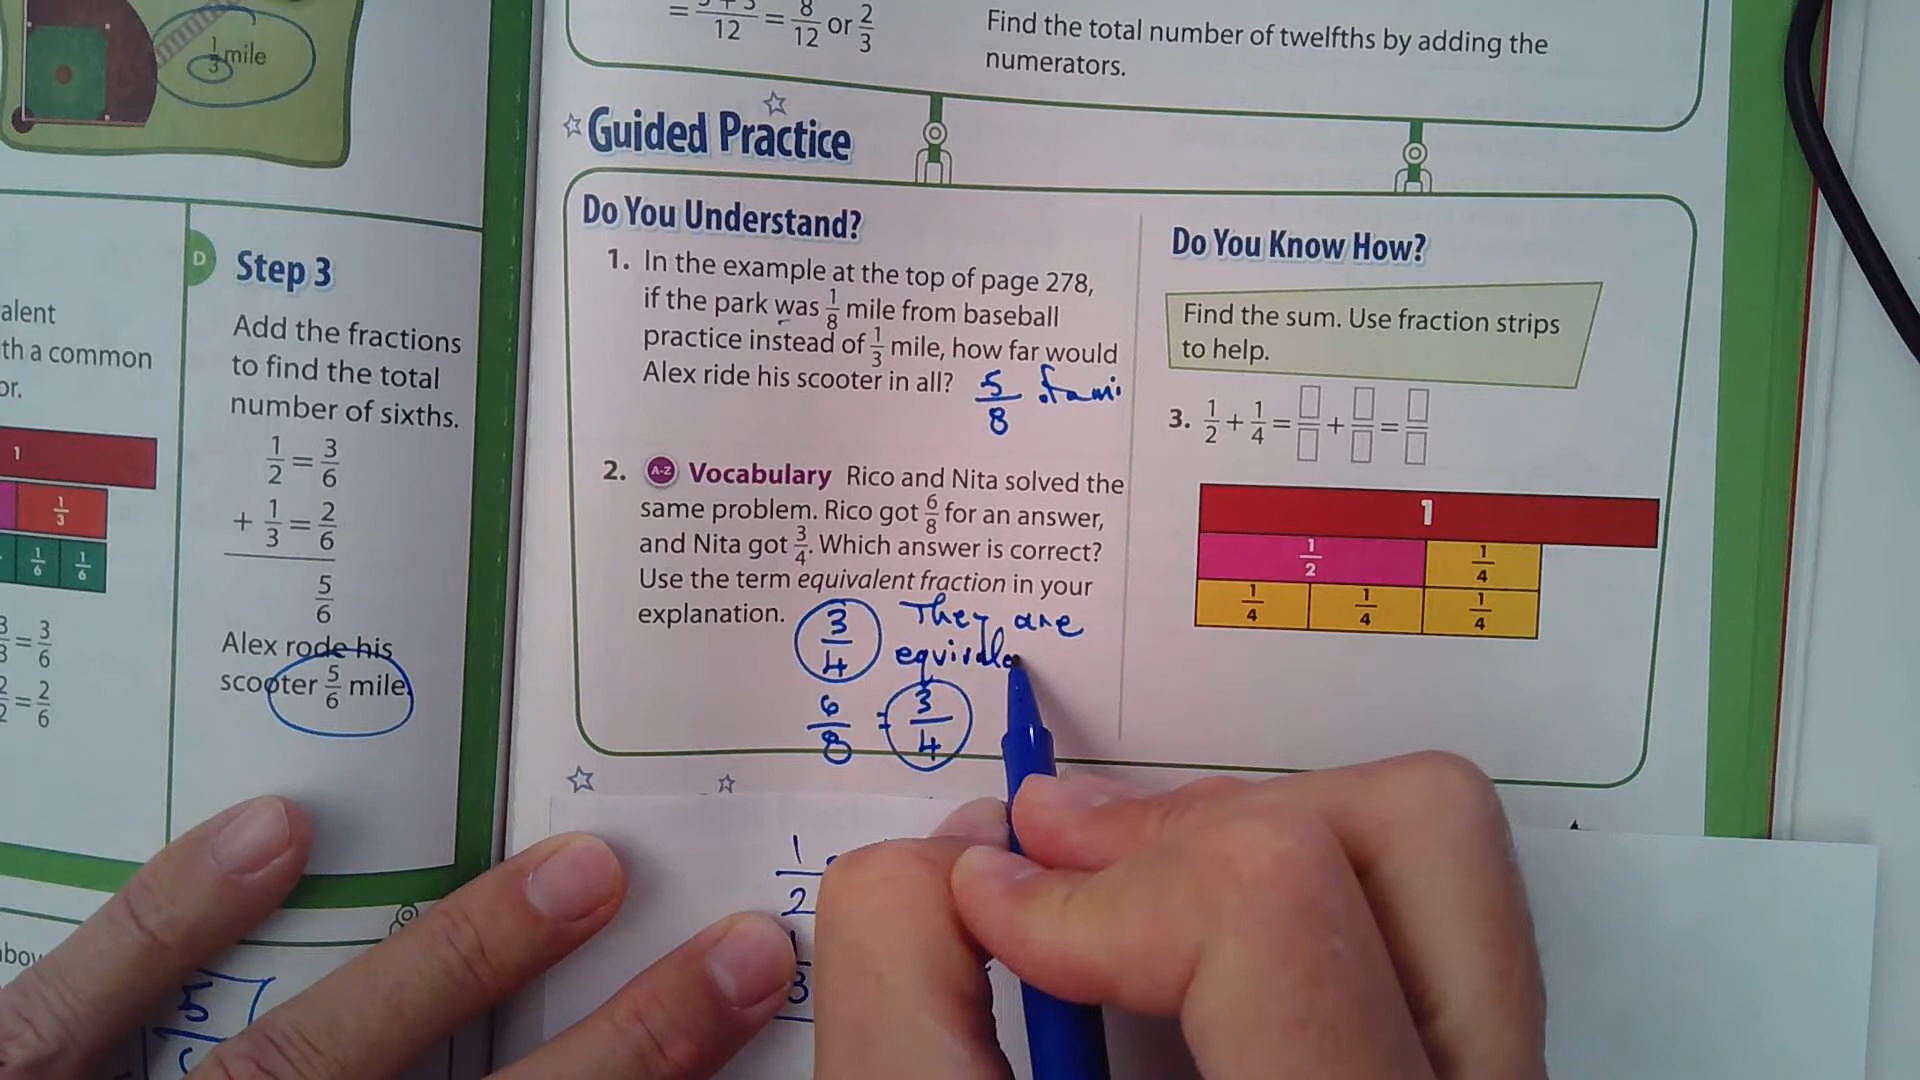 1/3 mile
12 = 8/12 or 2/3
Find the total number of twelfths by adding the
numerators.
Guided Practice
D
Step 3
Add the fractions
to find the total
number of sixths.
1/2 = 3/6
+ 1/3 = 2/6
5/6
Alex rode his
scooter 5/6 mile.
th a common
1
1/3
1/6 1/6
= 3/6
= 2/6
Do You Understand?
1. In the example at the top of page 278,
if the park was 1/8 mile from baseball
practice instead of 1/3 mile, how far would
Alex ride his scooter in all? 5/8
2. A-Z Vocabulary Rico and Nita solved the
same problem. Rico got 6/8 for an answer,
and Nita got 3/4. Which answer is correct?
Use the term equivalent fraction in your
explanation. 3/4 They are
6/8 = 3/4
Do You Know How?
Find the sum. Use fraction strips
to help.
3. 1/2 + 1/4 = □/□ + □/□ = □/□
1
1/2 1/4
1/4 1/4 1/4
1/2
3
5